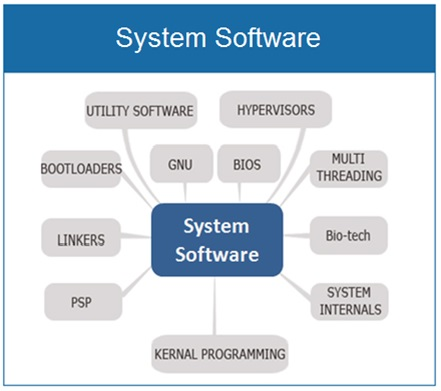 System Software
UTILITY SOFTWARE
HYPERVISORS
BOOTLOADERS
GNU
BIOS
MULTI
THREADING
System
Software
LINKERS
Bio-tech
PSP
SYSTEM
INTERNALS
KERNAL PROGRAMMING